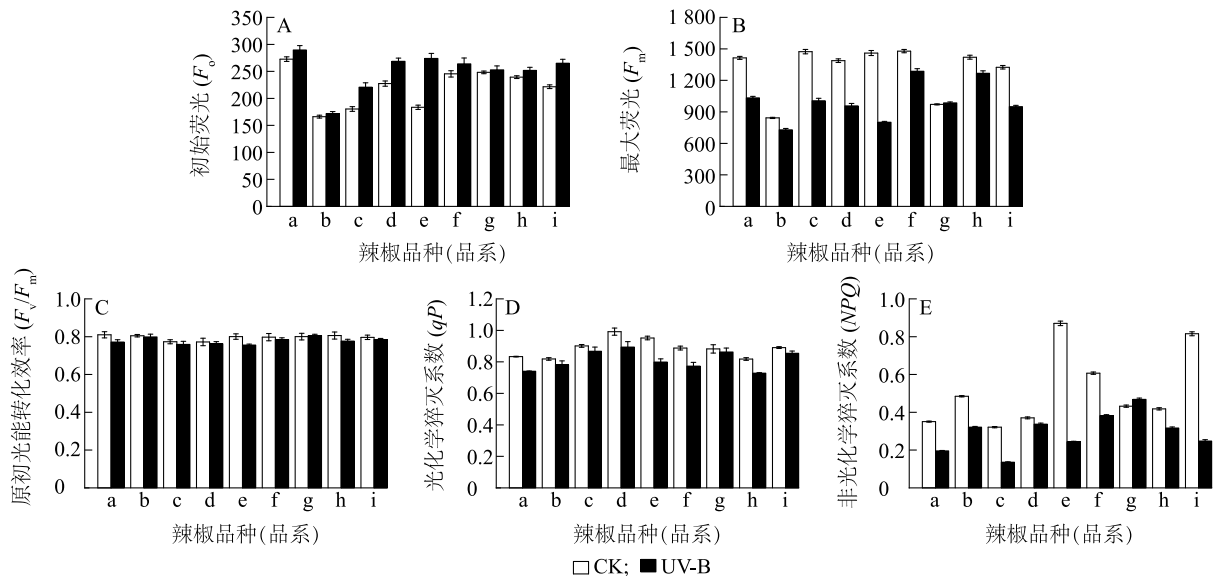 A
初始荧光 (Fo)
350
300
250
200
150
100
50
0
a b c d e f g h i
辣椒品种(品系)
B
最大荧光 (Fm)
1 800
1 500
1 200
900
600
300
0
a b c d e f g h i
辣椒品种(品系)
C
原初光能转化效率 (Fv/Fm)
1.0
0.8
0.6
0.4
0.2
0
a b c d e f g h i
辣椒品种(品系)
D
光化学猝灭系数 (qP)
1.2
1.0
0.8
0.6
0.4
0.2
0
a b c d e f g h i
辣椒品种(品系)
E
非光化学猝灭系数 (NPQ)
1.0
0.8
0.6
0.4
0.2
0
a b c d e f g h i
辣椒品种(品系)
CK; UV-B